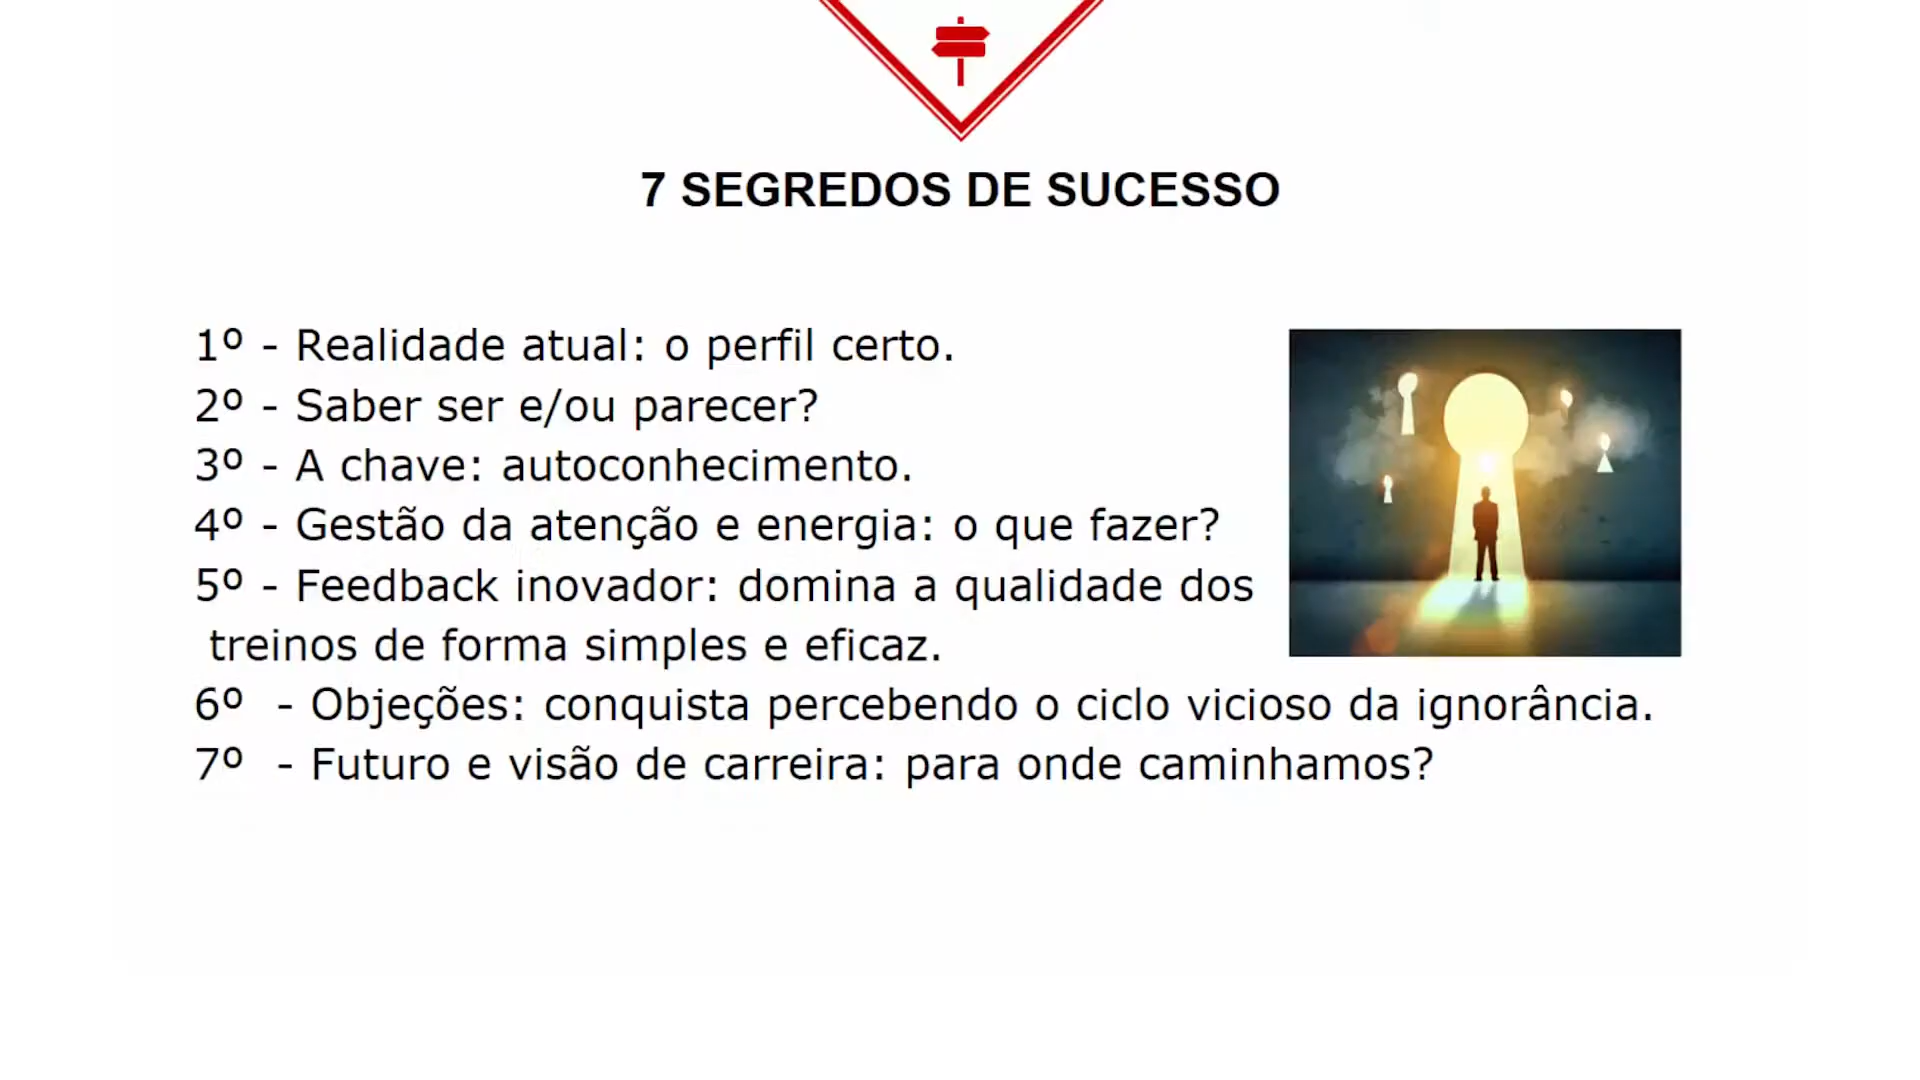 7 SEGREDOS DE SUCESSO
1º - Realidade atual: o perfil certo.
2º - Saber ser e/ou parecer?
3º - A chave: autoconhecimento.
4º - Gestão da atenção e energia: o que fazer?
5º - Feedback inovador: domina a qualidade dos
treinos de forma simples e eficaz.
6º - Objeções: conquista percebendo o ciclo vicioso da ignorância.
7º - Futuro e visão de carreira: para onde caminhamos?